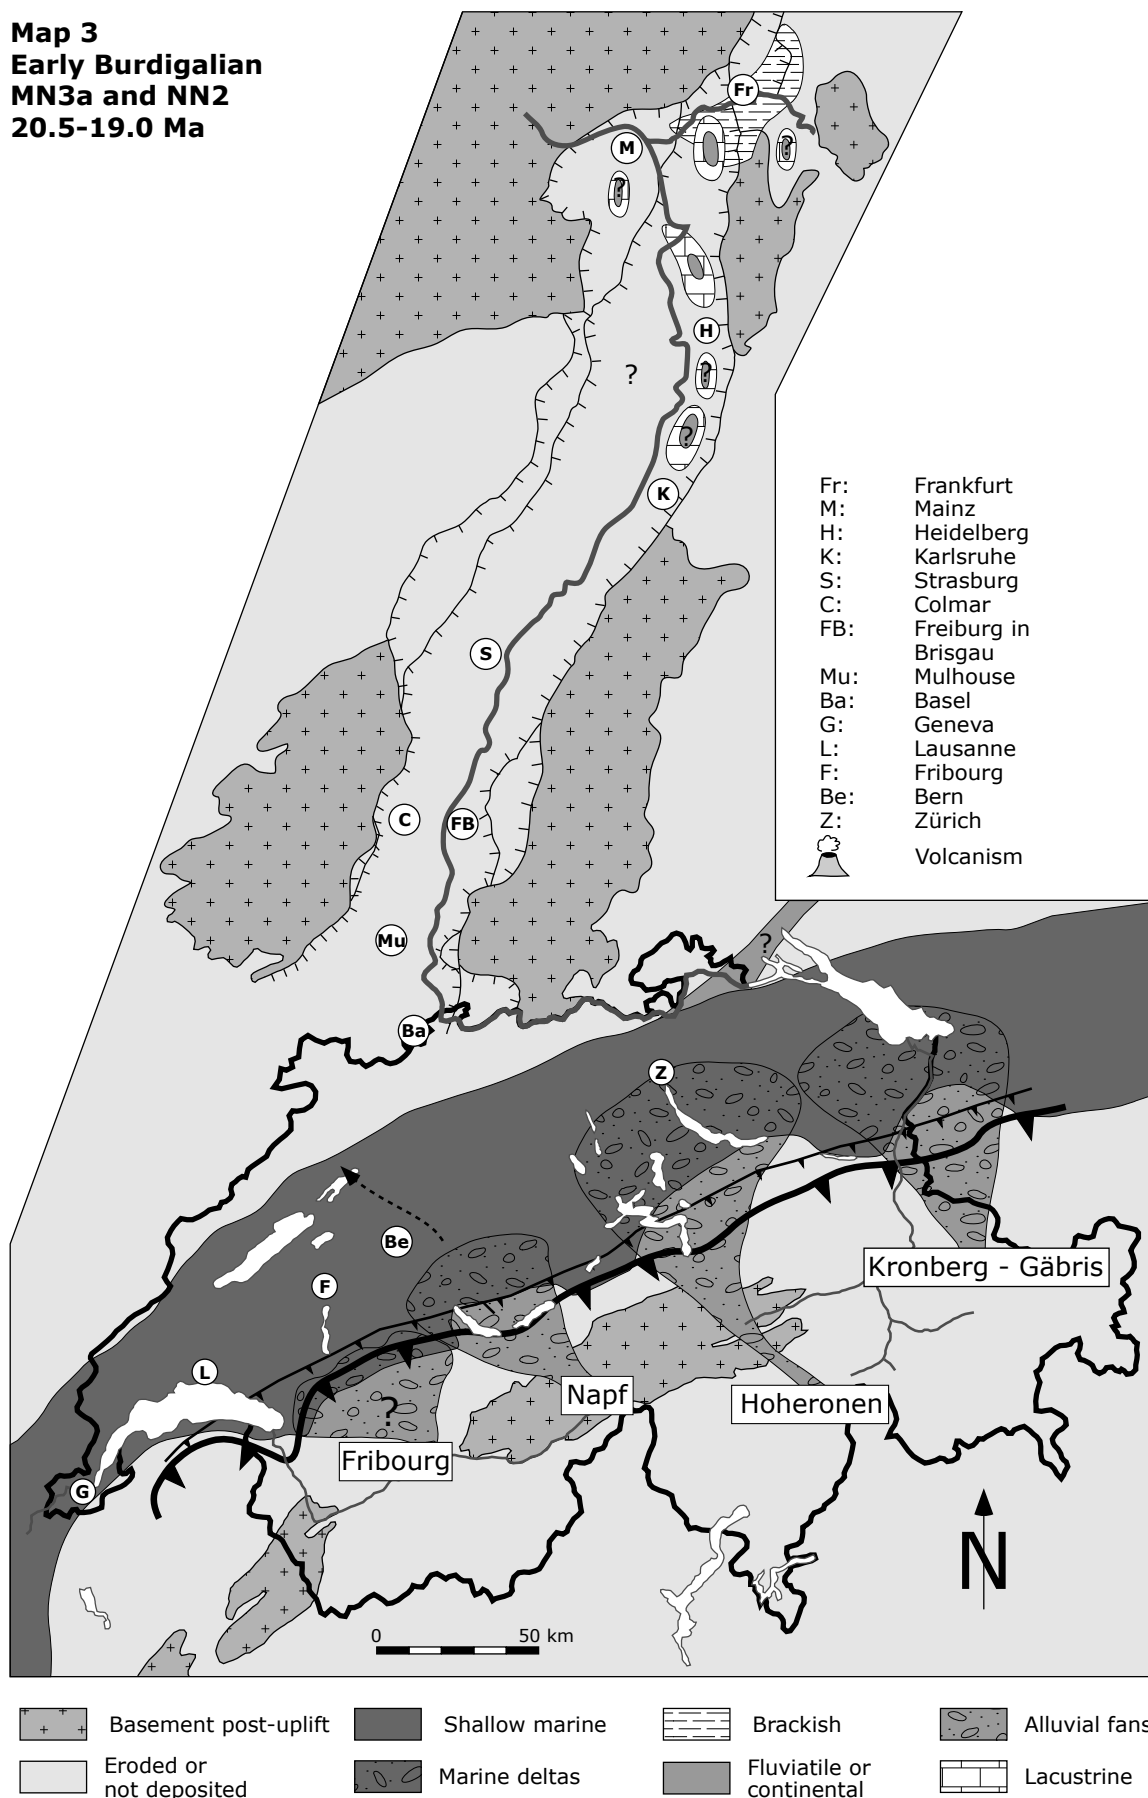 Map 3
Early Burdigalian
MN3a and NN2
20.5-19.0 Ma
Fr
M
?
?
H
?
?
?
K
Fr: Frankfurt
M: Mainz
H: Heidelberg
K: Karlsruhe
S: Strasburg
C: Colmar
FB: Freiburg in
Brisgau
Mu: Mulhouse
Ba: Basel
G: Geneva
L: Lausanne
F: Fribourg
Be: Bern
Z: Zürich
Volcanism
S
C
FB
Mu
?
Ba
Z
Be
Kronberg - Gäbris
F
L
Napf
Hoheronen
?
Fribourg
G
N
0 50 km
Basement post-uplift
Shallow marine
Brackish
Alluvial fans
Eroded or
not deposited
Marine deltas
Fluviatile or
continental
Lacustrine